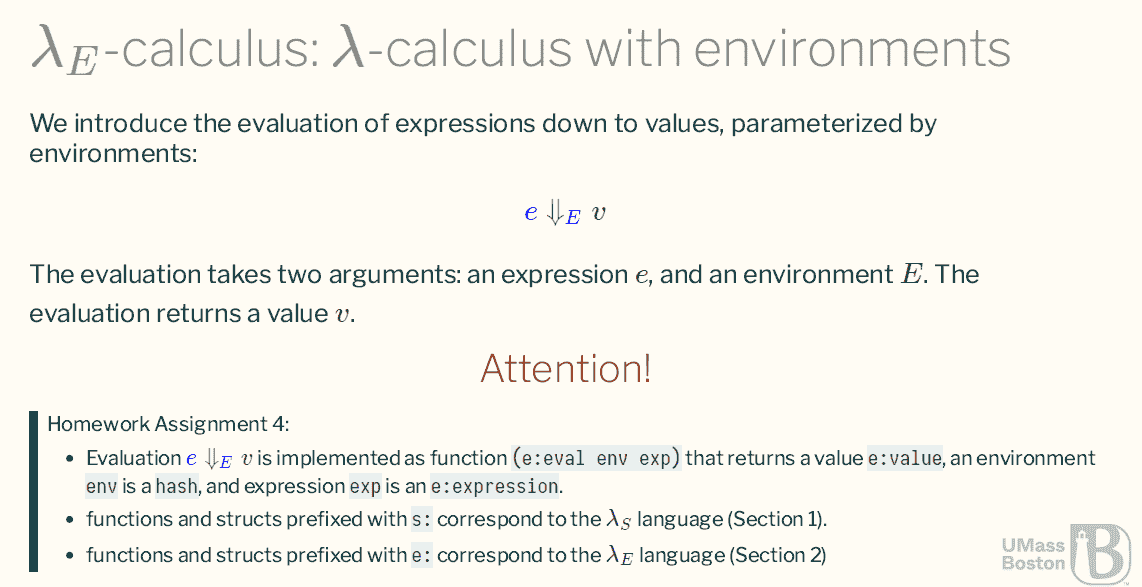 λ_E-calculus: λ-calculus with environments
We introduce the evaluation of expressions down to values, parameterized by
environments:
e ⇓_E v
The evaluation takes two arguments: an expression e, and an environment E. The
evaluation returns a value v.
Attention!
Homework Assignment 4:
• Evaluation e ⇓_E v is implemented as function (e:eval env exp) that returns a value e:value, an environment
env is a hash, and expression exp is an e:expression.
• functions and structs prefixed with s: correspond to the λ_S language (Section 1).
• functions and structs prefixed with e: correspond to the λ_E language (Section 2)
UMass
Boston
B